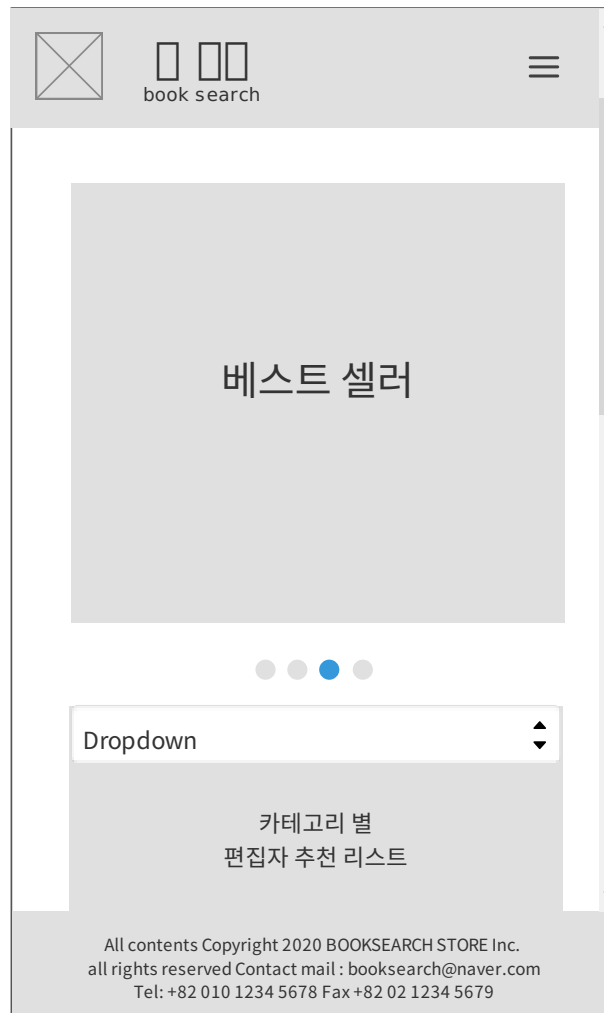 book search
베스트 셀러
Dropdown
카테고리 별
편집자 추천 리스트
All contents Copyright 2020 BOOKSEARCH STORE Inc.
all rights reserved Contact mail : booksearch@naver.com
Tel: +82 010 1234 5678 Fax +82 02 1234 5679